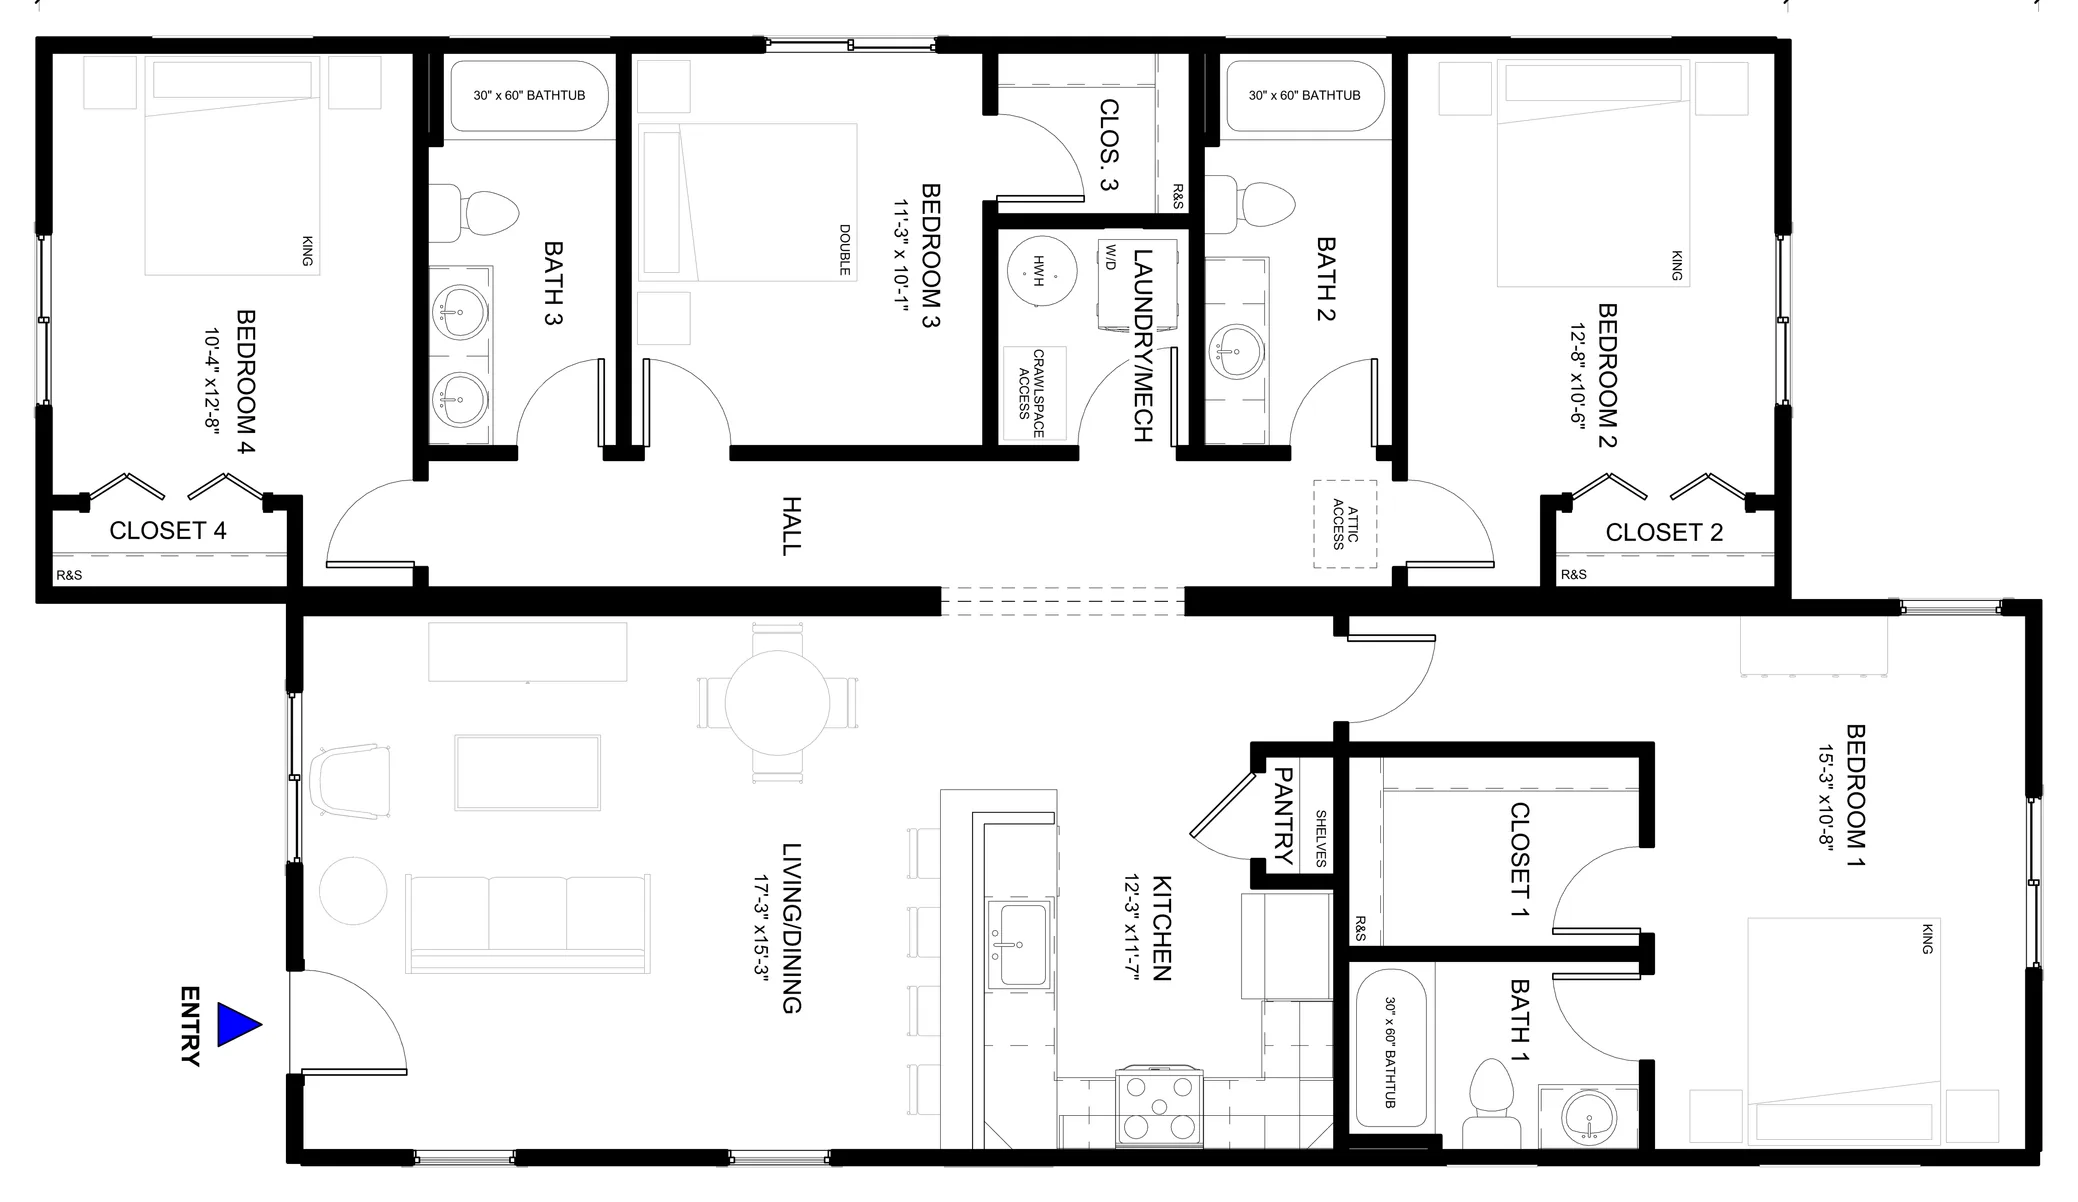 30" x 60" BATHTUB
BATH 3
KING
BEDROOM 4
10'-4" x12'-8"
CLOSET 4
R&S
DOUBLE
BEDROOM 3
11'-3" x 10'-1"
CLOS. 3
R&S
HWH
W/D
LAUNDRY/MECH
CRAWLSPACE
ACCESS
30" x 60" BATHTUB
BATH 2
KING
BEDROOM 2
12'-8" x10'-6"
CLOSET 2
R&S
HALL
ATTIC
ACCESS
LIVING/DINING
17'-3" x15'-3"
ENTRY
KITCHEN
12'-3" x11'-7"
PANTRY
SHELVES
CLOSET 1
R&S
BEDROOM 1
15'-3" x10'-8"
KING
BATH 1
30" x 60" BATHTUB